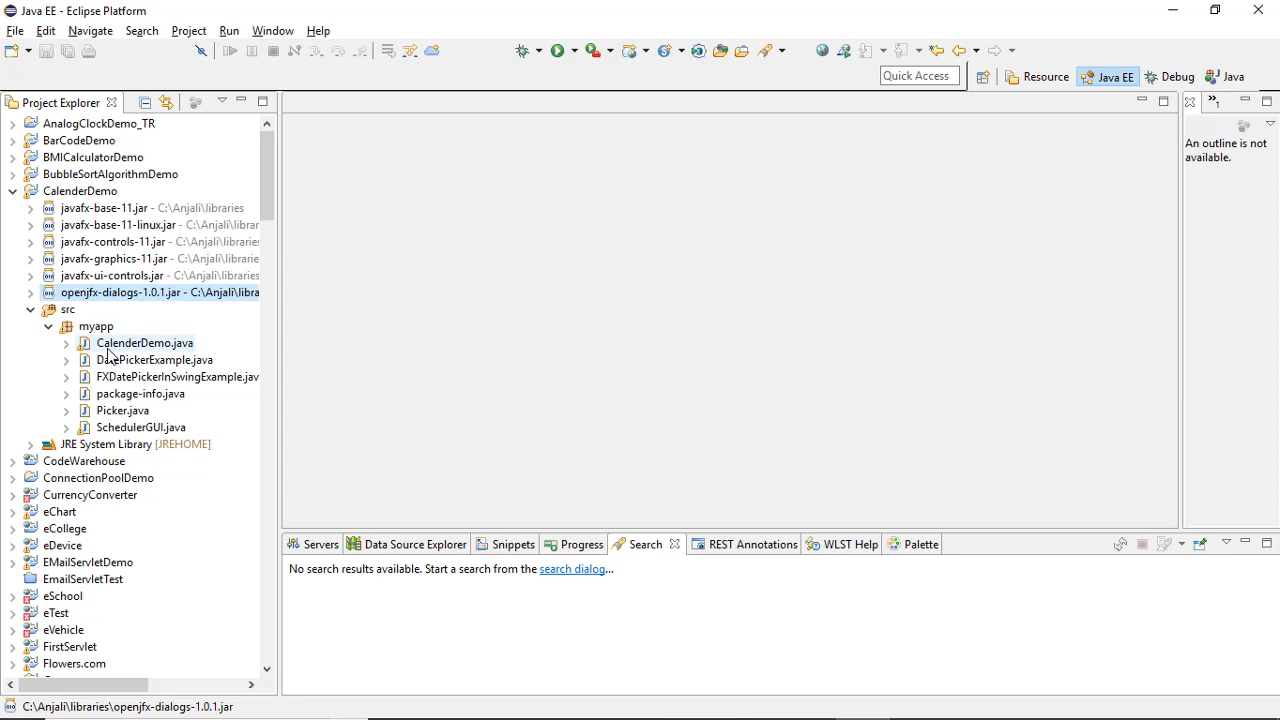 Java EE - Eclipse Platform
File Edit Navigate Search Project Run Window Help
Quick Access
Resource Java EE Debug Java
Project Explorer
1
An outline is not
available.
AnalogClockDemo_TR
BarCodeDemo
BMICalculatorDemo
BubbleSortAlgorithmDemo
CalenderDemo
javafx-base-11.jar - C:\Anjali\libraries
javafx-base-11-linux.jar - C:\Anjali\librar
javafx-controls-11.jar - C:\Anjali\libraries
javafx-graphics-11.jar - C:\Anjali\libraries
javafx-ui-controls.jar - C:\Anjali\libraries
openjfx-dialogs-1.0.1.jar - C:\Anjali\libra
src
myapp
CalenderDemo.java
DatePickerExample.java
FXDatePickerInSwingExample.jav
package-info.java
Picker.java
SchedulerGUI.java
JRE System Library [JREHOME]
CodeWarehouse
ConnectionPoolDemo
CurrencyConverter
eChart
eCollege
eDevice
EMailServletDemo
EmailServletTest
eSchool
eTest
eVehicle
FirstServlet
Flowers.com
Servers Data Source Explorer Snippets Progress Search REST Annotations WLST Help Palette
No search results available. Start a search from the search dialog...
C:\Anjali\libraries\openjfx-dialogs-1.0.1.jar